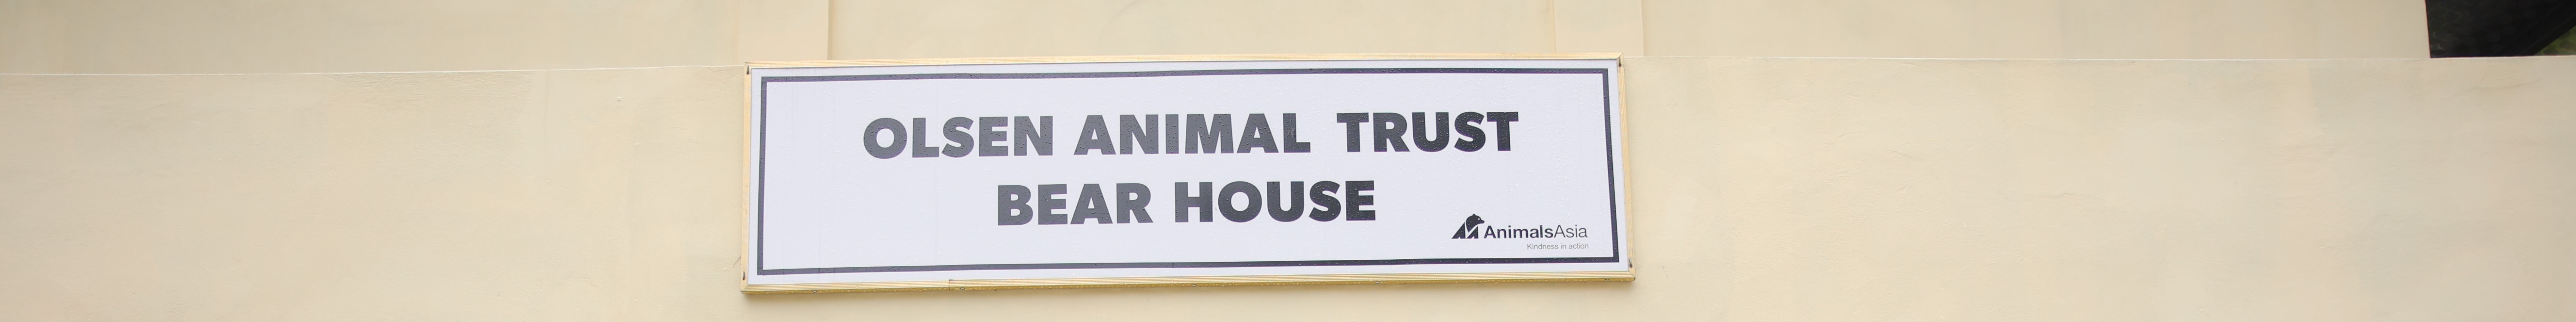 OLSEN ANIMAL TRUST
BEAR HOUSE
AnimalsAsia
Kindness in action